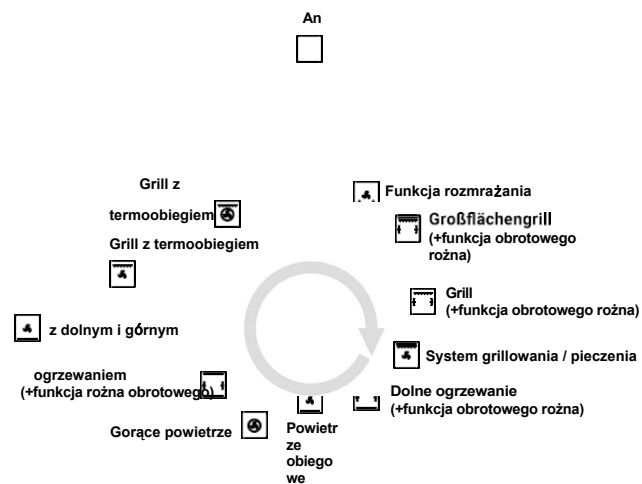 An
Grill z
termoobiegiem
Grill z termoobiegiem
z dolnym i górnym
ogrzewaniem
(+funkcja rożna obrotowego)
Gorące powietrze
Powietr
ze
obiego
we
Funkcja rozmrażania
Großflächengrill
(+funkcja obrotowego
rożna)
Grill
(+funkcja obrotowego rożna)
System grillowania / pieczenia
Dolne ogrzewanie
(+funkcja obrotowego rożna)